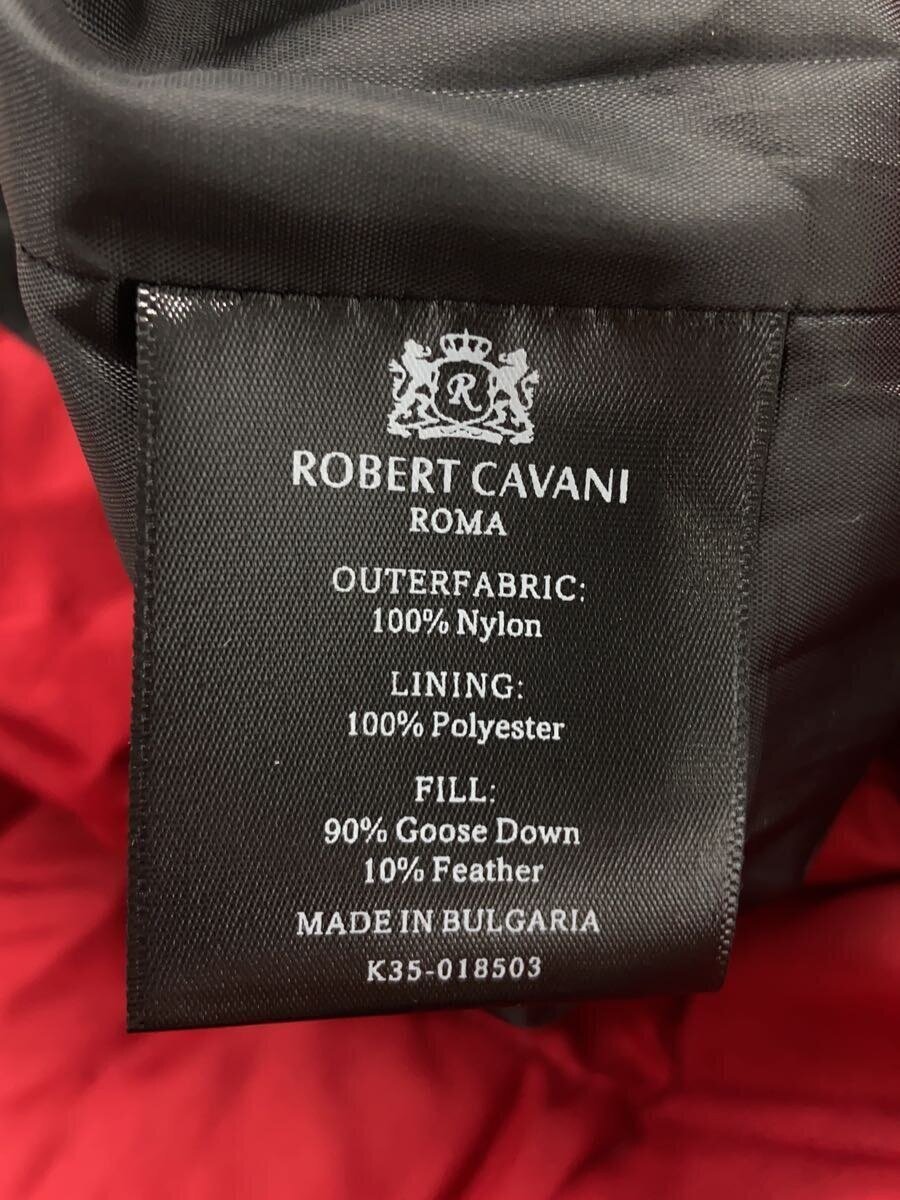 R
ROBERT CAVANI
ROMA
OUTERFABRIC:
100% Nylon
LINING:
100% Polyester
FILL:
90% Goose Down
10% Feather
MADE IN BULGARIA
K35-018503